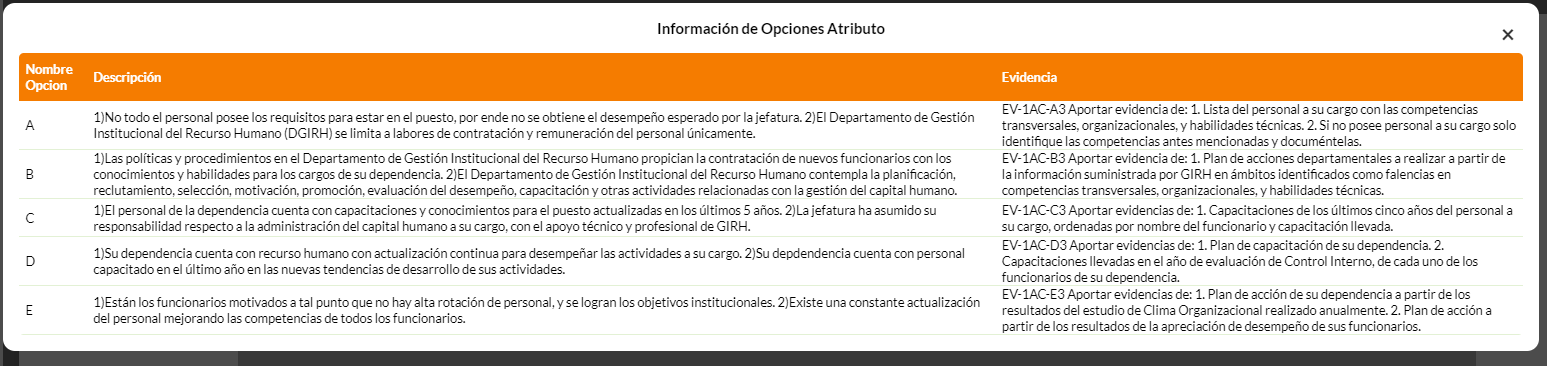 Información de Opciones Atributo
×
Nombre
Opcion
Descripción
Evidencia
A
1)No todo el personal posee los requisitos para estar en el puesto, por ende no se obtiene el desempeño esperado por la jefatura. 2)El Departamento de Gestión
Institucional del Recurso Humano (DGIRH) se limita a labores de contratación y remuneración del personal únicamente.
EV-1AC-A3 Aportar evidencia de: 1. Lista del personal a su cargo con las competencias
transversales, organizacionales, y habilidades técnicas. 2. Si no posee personal a su cargo solo
identifique las competencias antes mencionadas y documéntelas.
B
1)Las políticas y procedimientos en el Departamento de Gestión Institucional del Recurso Humano propician la contratación de nuevos funcionarios con los
conocimientos y habilidades para los cargos de su dependencia. 2)El Departamento de Gestión Institucional del Recurso Humano contempla la planificación,
reclutamiento, selección, motivación, promoción, evaluación del desempeño, capacitación y otras actividades relacionadas con la gestión del capital humano.
EV-1AC-B3 Aportar evidencia de: 1. Plan de acciones departamentales a realizar a partir de
la información suministrada por GIRH en ámbitos identificados como falencias en
competencias transversales, organizacionales, y habilidades técnicas.
C
1)El personal de la dependencia cuenta con capacitaciones y conocimientos para el puesto actualizadas en los últimos 5 años. 2)La jefatura ha asumido su
responsabilidad respecto a la administración del capital humano a su cargo, con el apoyo técnico y profesional de GIRH.
EV-1AC-C3 Aportar evidencias de: 1. Capacitaciones de los últimos cinco años del personal a
su cargo, ordenadas por nombre del funcionario y capacitación llevada.
D
1)Su dependencia cuenta con recurso humano con actualización continua para desempeñar las actividades a su cargo. 2)Su depdendencia cuenta con personal
capacitado en el último año en las nuevas tendencias de desarrollo de sus actividades.
EV-1AC-D3 Aportar evidencias de: 1. Plan de capacitación de su dependencia. 2.
Capacitaciones llevadas en el año de evaluación de Control Interno, de cada uno de los
funcionarios de su dependencia.
E
1)Están los funcionarios motivados a tal punto que no hay alta rotación de personal, y se logran los objetivos institucionales. 2)Existe una constante actualización
del personal mejorando las competencias de todos los funcionarios.
EV-1AC-E3 Aportar evidencias de: 1. Plan de acción de su dependencia a partir de los
resultados del estudio de Clima Organizacional realizado anualmente. 2. Plan de acción a
partir de los resultados de la apreciación de desempeño de sus funcionarios.